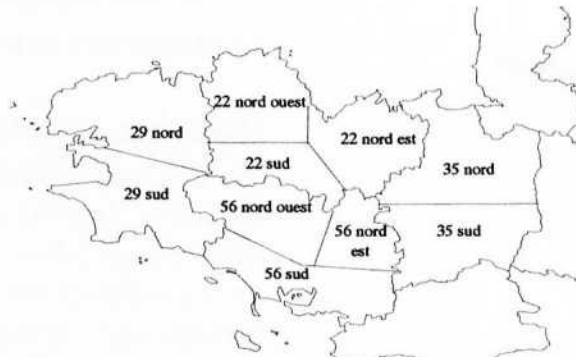 22 nord ouest
29 nord
22 nord est
22 sud
35 nord
29 sud
56 nord ouest
56 nord
est
35 sud
56 sud